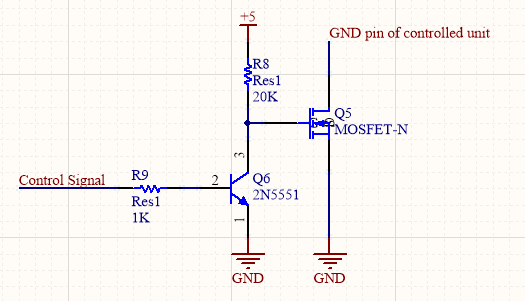 +5
GND pin of controlled unit
R8
Res1
20K
Q5
MOSFET-N
3
Control Signal
R9
Res1
1K
2
Q6
2N5551
1
GND
GND